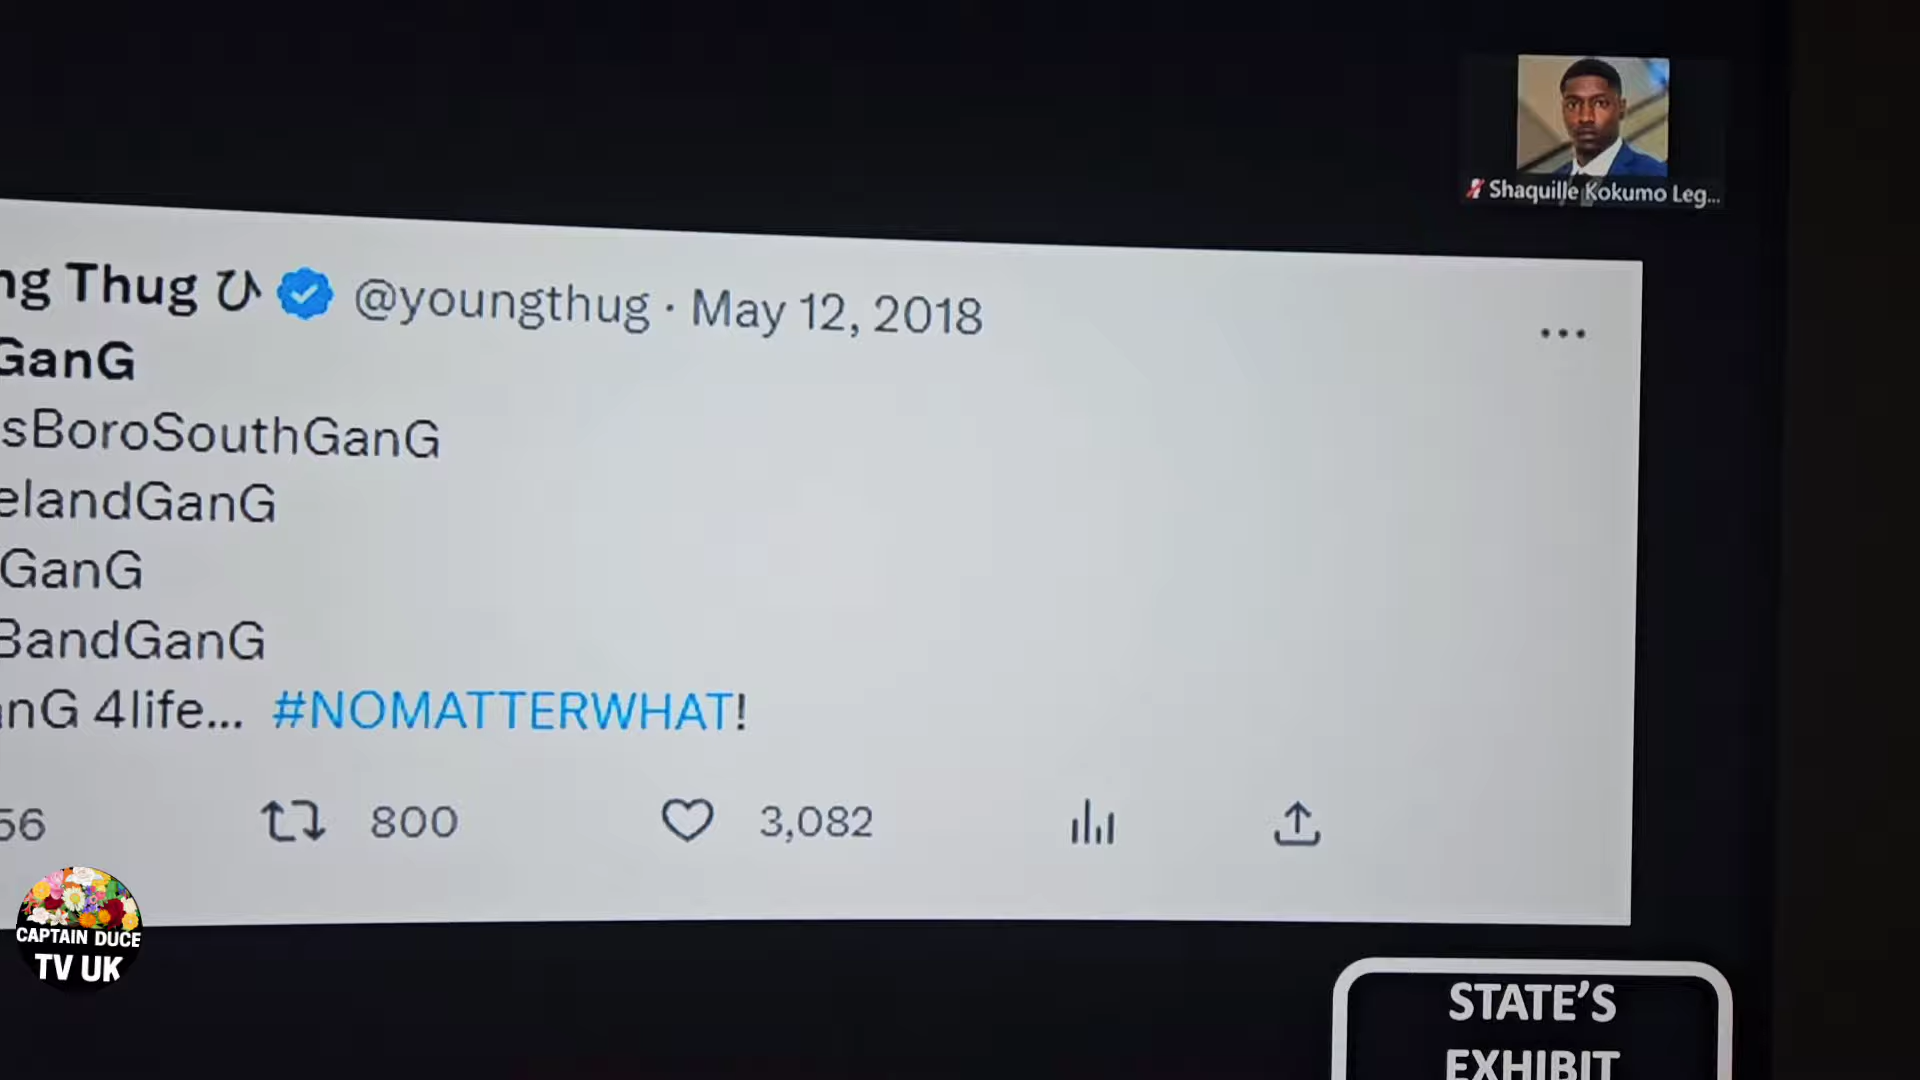 Shaquille Kokumo Leg...
ng Thug ひ @youngthug · May 12, 2018
GanG
sBoroSouthGanG
elandGanG
GanG
BandGanG
nG 4life... #NOMATTERWHAT!
56 800 3,082
CAPTAIN DUCE
TV UK
STATE'S
EXHIBIT